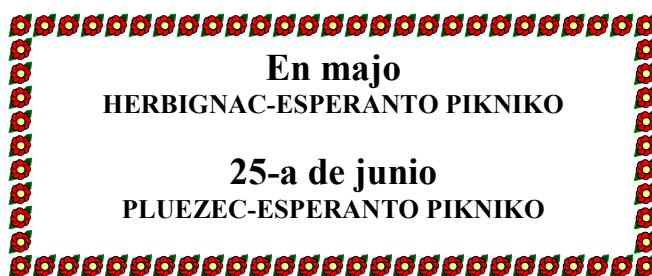 En majo
HERBIGNAC-ESPERANTO PIKNIKO
25-a de junio
PLUEZEC-ESPERANTO PIKNIKO